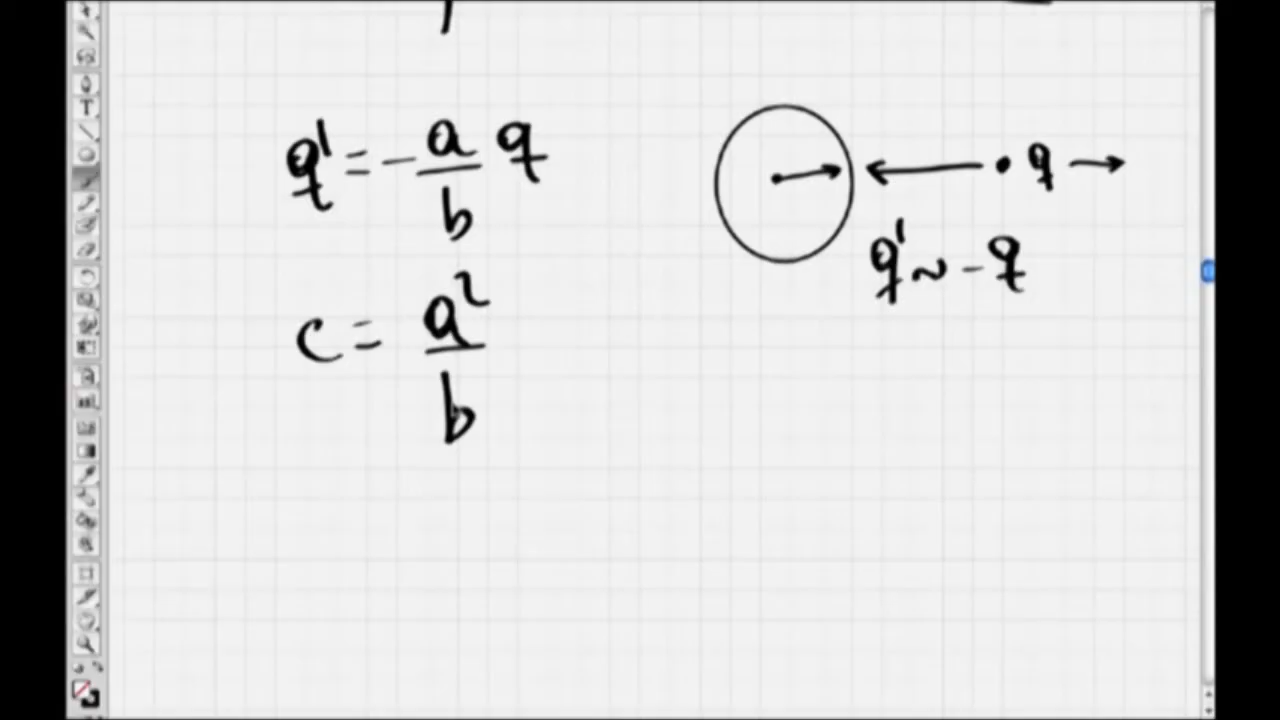 q' = - a/b q
q
q' ~ - q
c = a²/b